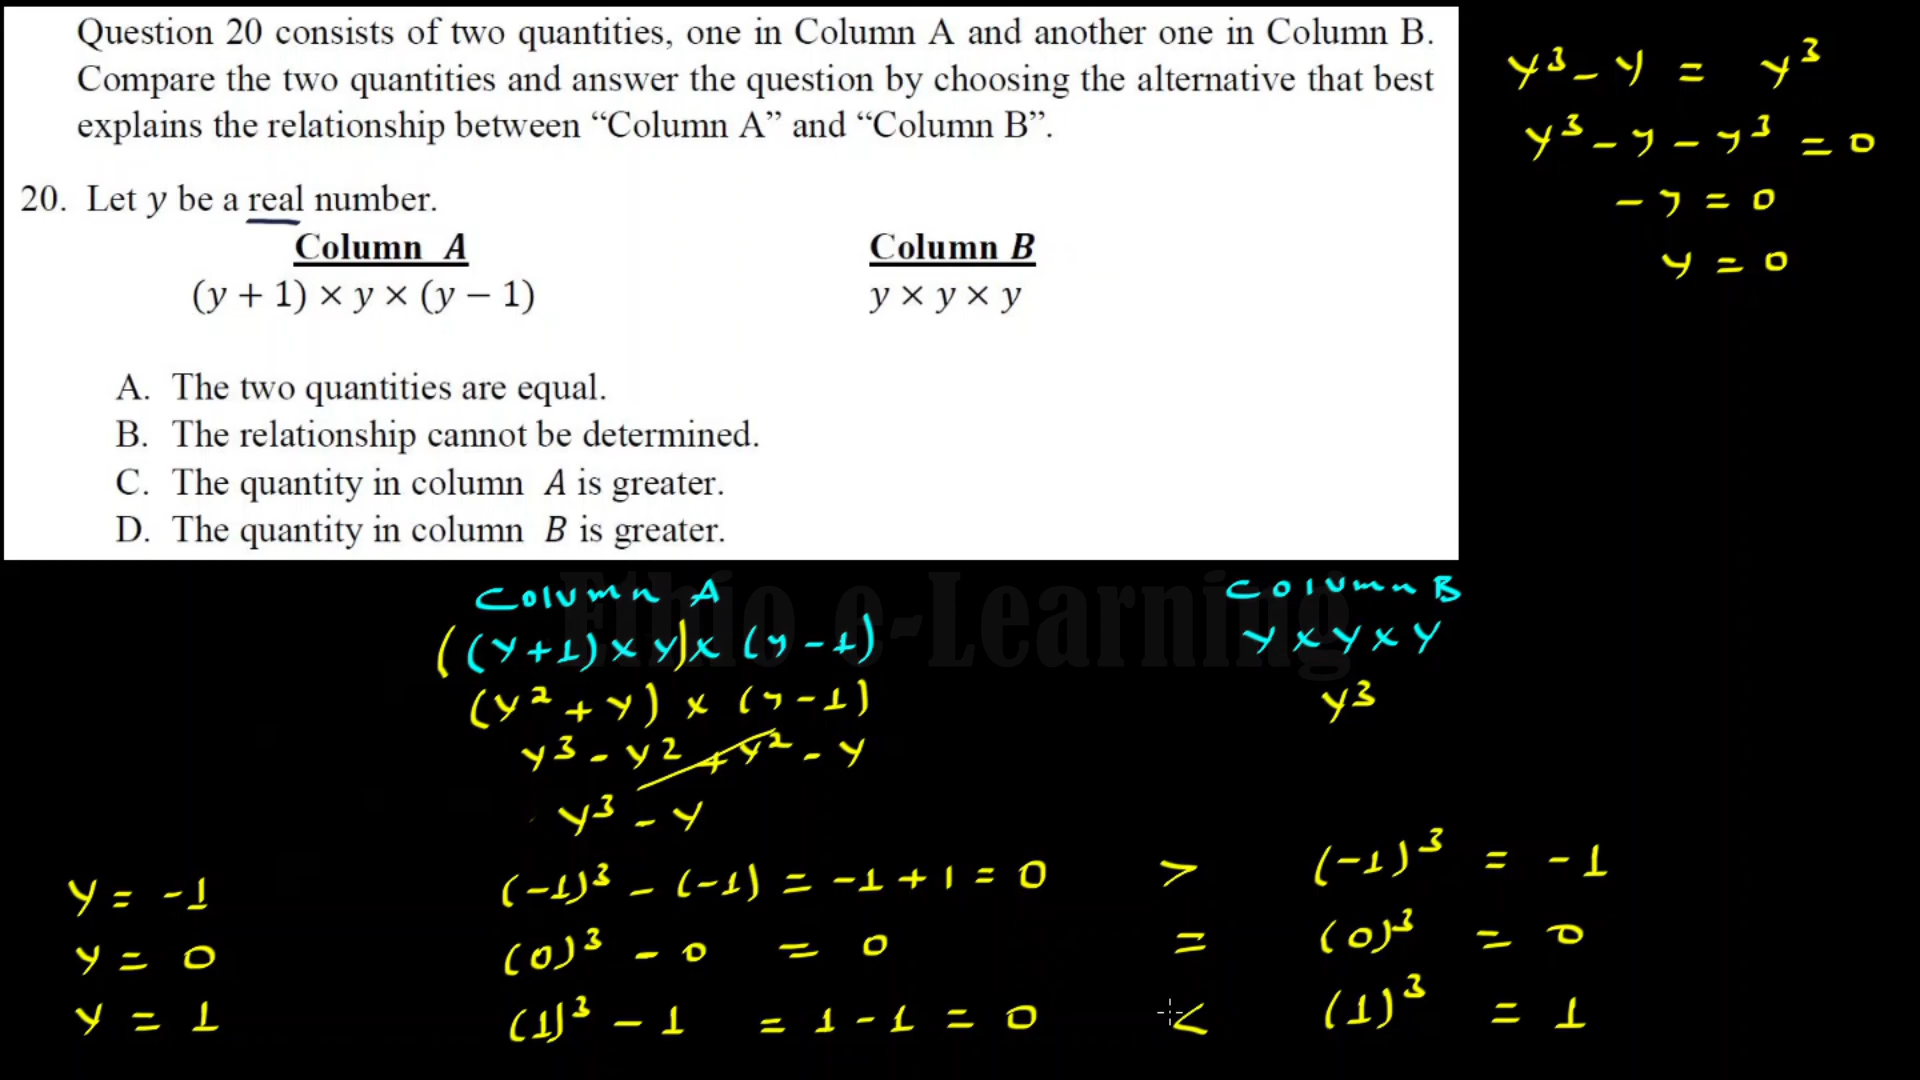 Question 20 consists of two quantities, one in Column A and another one in Column B.
Compare the two quantities and answer the question by choosing the alternative that best
explains the relationship between “Column A” and “Column B”.
20. Let y be a real number.
Column A Column B
(y + 1) × y × (y − 1) y × y × y
A. The two quantities are equal.
B. The relationship cannot be determined.
C. The quantity in column A is greater.
D. The quantity in column B is greater.
y³ - y = y³
y³ - y - y³ = 0
- y = 0
y = 0
Ethio e-Learning
Column A Column B
((y+1) × y) × (y - 1) y × y × y
(y² + y) × (y - 1) y³
y³ - y² + y² - y
y³ - y
y = -1 (-1)³ - (-1) = -1 + 1 = 0 > (-1)³ = -1
y = 0 (0)³ - 0 = 0 = (0)³ = 0
y = 1 (1)³ - 1 = 1 - 1 = 0 < (1)³ = 1